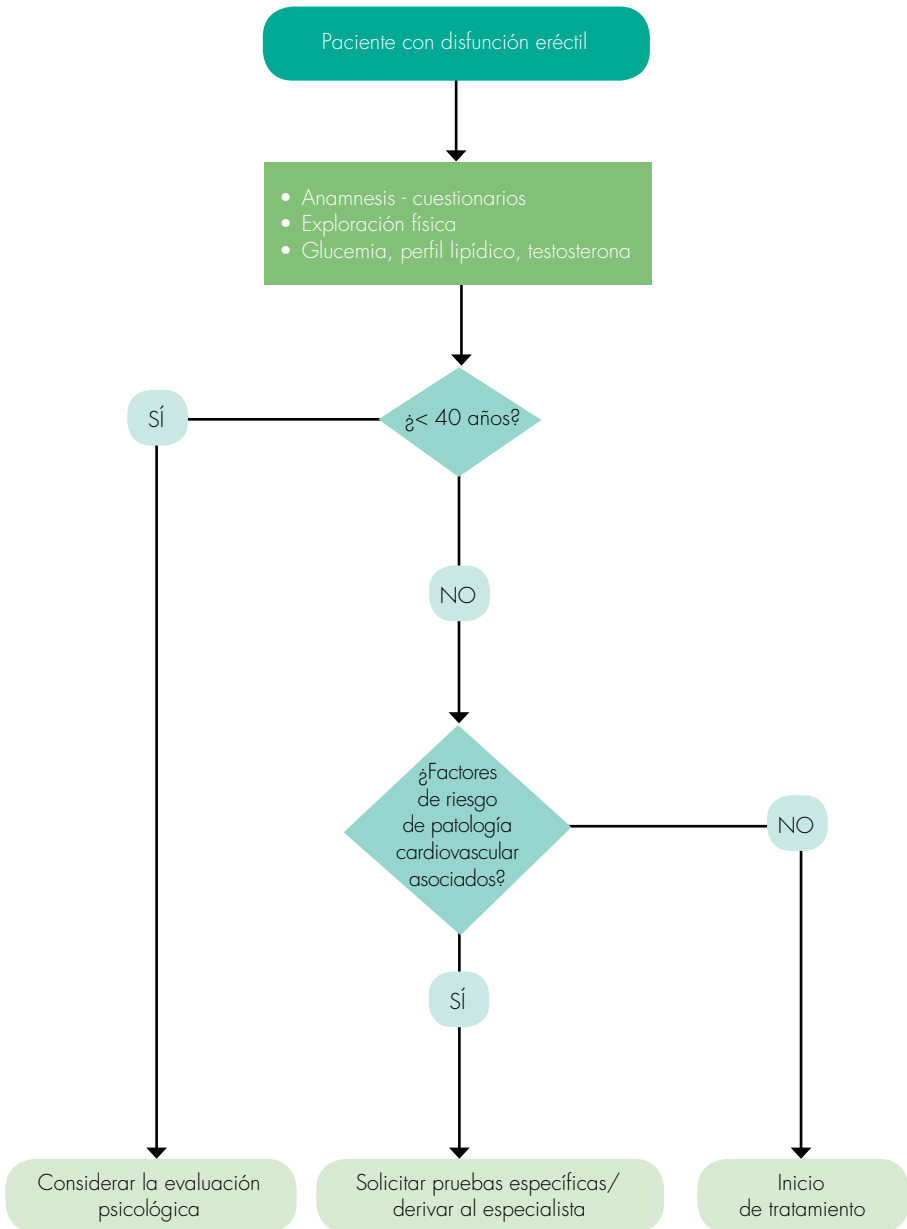 Paciente con disfunción eréctil
• Anamnesis - cuestionarios
• Exploración física
• Glucemia, perfil lipídico, testosterona
SÍ
¿< 40 años?
NO
¿Factores
de riesgo
de patología
cardiovascular
asociados?
NO
SÍ
Considerar la evaluación
psicológica
Solicitar pruebas específicas/
derivar al especialista
Inicio
de tratamiento